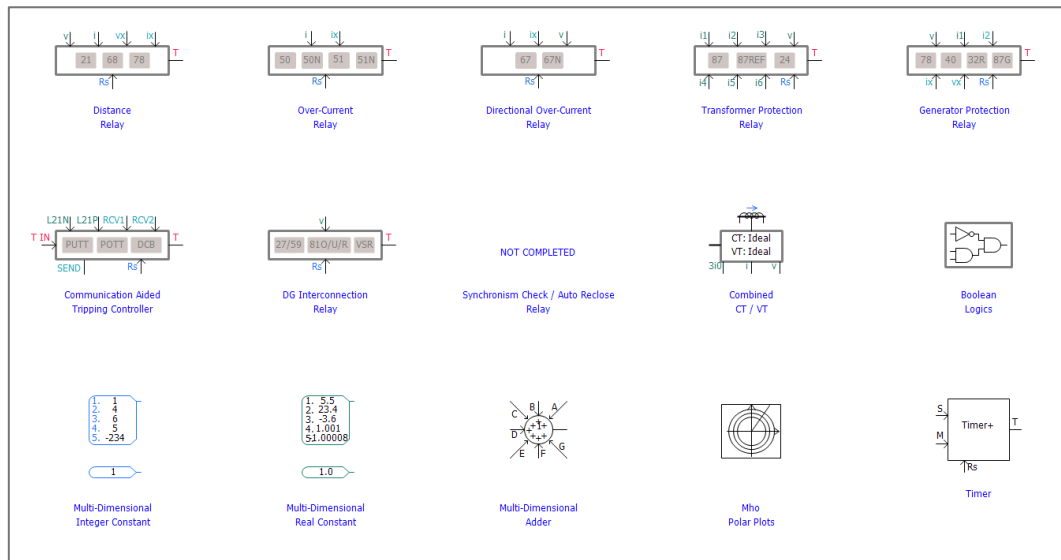 v i vx ix
21 68 78 T
Rs
Distance
Relay
i ix
50 50N 51 51N T
Rs
Over-Current
Relay
i ix v
67 67N T
Rs
Directional Over-Current
Relay
i1 i2 i3 v
87 87REF 24 T
i4 i5 i6 Rs
Transformer Protection
Relay
v i1 i2
78 40 32R 87G T
ix vx Rs
Generator Protection
Relay
L21N L21P RCV1 RCV2
T IN PUTT POTT DCB T
SEND Rs
Communication Aided
Tripping Controller
v
27/59 81O/U/R VSR T
Rs
DG Interconnection
Relay
NOT COMPLETED
Synchronism Check / Auto Reclose
Relay
CT: Ideal
VT: Ideal
3i0 i v
Combined
CT / VT
Boolean
Logics
1. 1
2. 4
3. 6
4. 5
5. -234
1
Multi-Dimensional
Integer Constant
1. 5.5
2. 23.4
3. -3.6
4. 1.001
5. -1.00008
1.0
Multi-Dimensional
Real Constant
C B A
D
E F G
Multi-Dimensional
Adder
Mho
Polar Plots
S
Timer+ T
M
Rs
Timer